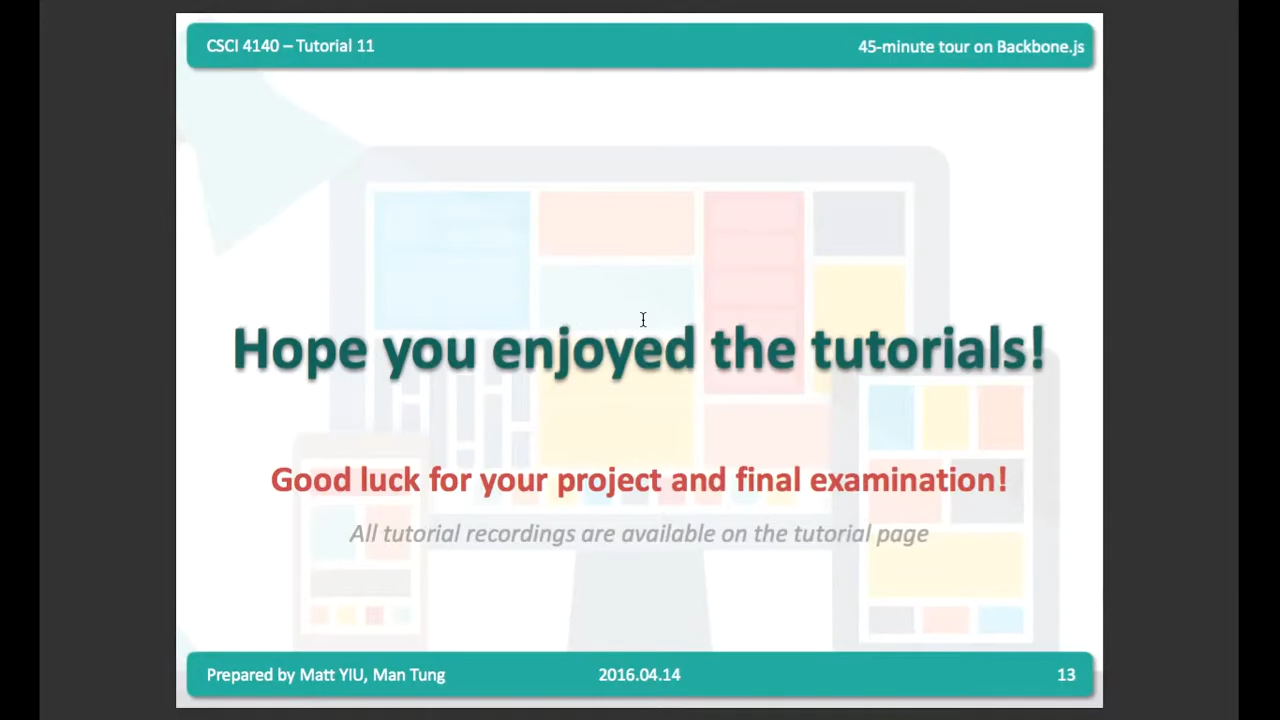 CSCI 4140 – Tutorial 11
45-minute tour on Backbone.js
Hope you enjoyed the tutorials!
Good luck for your project and final examination!
All tutorial recordings are available on the tutorial page
Prepared by Matt YIU, Man Tung
2016.04.14
13